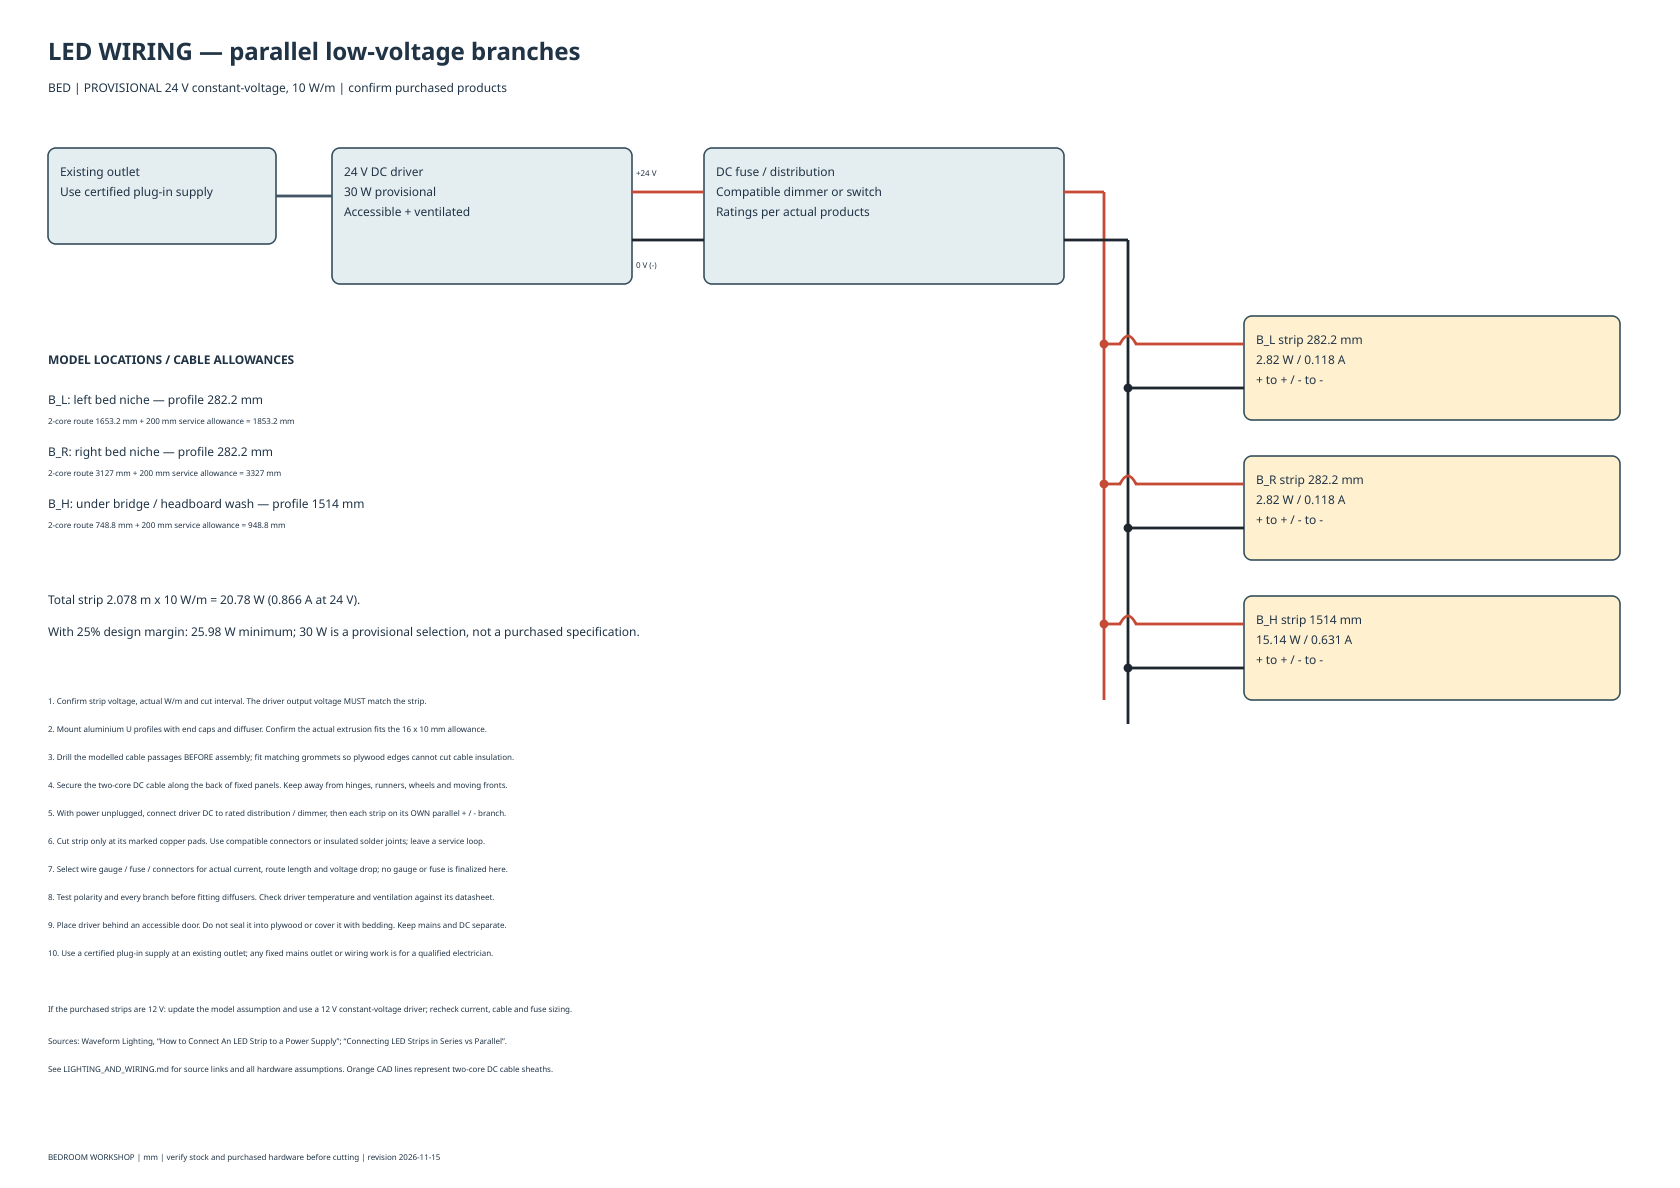 LED WIRING — parallel low-voltage branches
BED | PROVISIONAL 24 V constant-voltage, 10 W/m | confirm purchased products
Existing outlet
Use certified plug-in supply
24 V DC driver
30 W provisional
Accessible + ventilated
+24 V
0 V (-)
DC fuse / distribution
Compatible dimmer or switch
Ratings per actual products
B_L strip 282.2 mm
2.82 W / 0.118 A
+ to + / - to -
B_R strip 282.2 mm
2.82 W / 0.118 A
+ to + / - to -
B_H strip 1514 mm
15.14 W / 0.631 A
+ to + / - to -
MODEL LOCATIONS / CABLE ALLOWANCES
B_L: left bed niche — profile 282.2 mm
2-core route 1653.2 mm + 200 mm service allowance = 1853.2 mm
B_R: right bed niche — profile 282.2 mm
2-core route 3127 mm + 200 mm service allowance = 3327 mm
B_H: under bridge / headboard wash — profile 1514 mm
2-core route 748.8 mm + 200 mm service allowance = 948.8 mm
Total strip 2.078 m x 10 W/m = 20.78 W (0.866 A at 24 V).
With 25% design margin: 25.98 W minimum; 30 W is a provisional selection, not a purchased specification.
1. Confirm strip voltage, actual W/m and cut interval. The driver output voltage MUST match the strip.
2. Mount aluminium U profiles with end caps and diffuser. Confirm the actual extrusion fits the 16 x 10 mm allowance.
3. Drill the modelled cable passages BEFORE assembly; fit matching grommets so plywood edges cannot cut cable insulation.
4. Secure the two-core DC cable along the back of fixed panels. Keep away from hinges, runners, wheels and moving fronts.
5. With power unplugged, connect driver DC to rated distribution / dimmer, then each strip on its OWN parallel + / - branch.
6. Cut strip only at its marked copper pads. Use compatible connectors or insulated solder joints; leave a service loop.
7. Select wire gauge / fuse / connectors for actual current, route length and voltage drop; no gauge or fuse is finalized here.
8. Test polarity and every branch before fitting diffusers. Check driver temperature and ventilation against its datasheet.
9. Place driver behind an accessible door. Do not seal it into plywood or cover it with bedding. Keep mains and DC separate.
10. Use a certified plug-in supply at an existing outlet; any fixed mains outlet or wiring work is for a qualified electrician.
If the purchased strips are 12 V: update the model assumption and use a 12 V constant-voltage driver; recheck current, cable and fuse sizing.
Sources: Waveform Lighting, “How to Connect An LED Strip to a Power Supply”; “Connecting LED Strips in Series vs Parallel”.
See LIGHTING_AND_WIRING.md for source links and all hardware assumptions. Orange CAD lines represent two-core DC cable sheaths.
BEDROOM WORKSHOP | mm | verify stock and purchased hardware before cutting | revision 2026-11-15